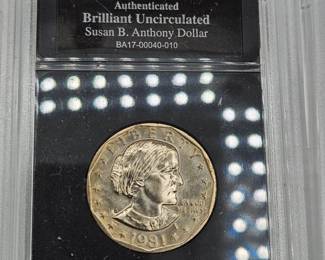 Authenticated
Brilliant Uncirculated
Susan B. Anthony Dollar
BA17-00040-010
LIBERTY
1981